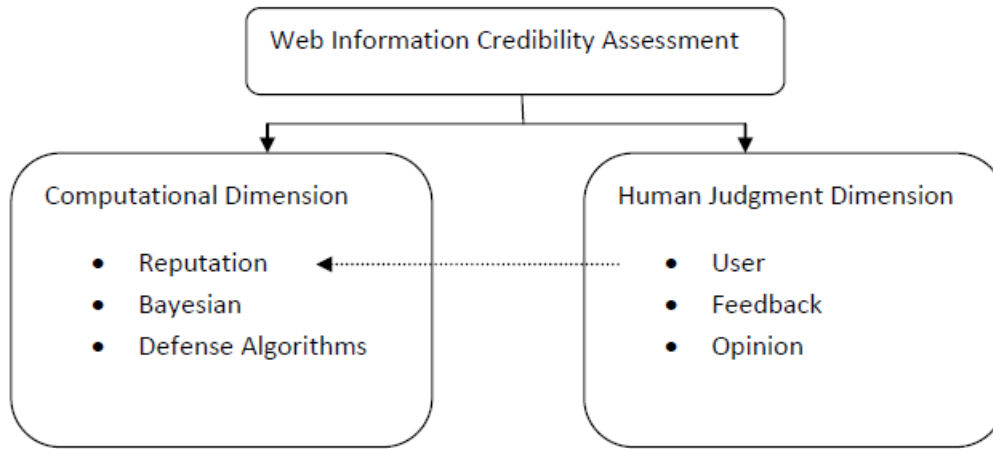 Web Information Credibility Assessment
Computational Dimension
• Reputation
• Bayesian
• Defense Algorithms
Human Judgment Dimension
• User
• Feedback
• Opinion